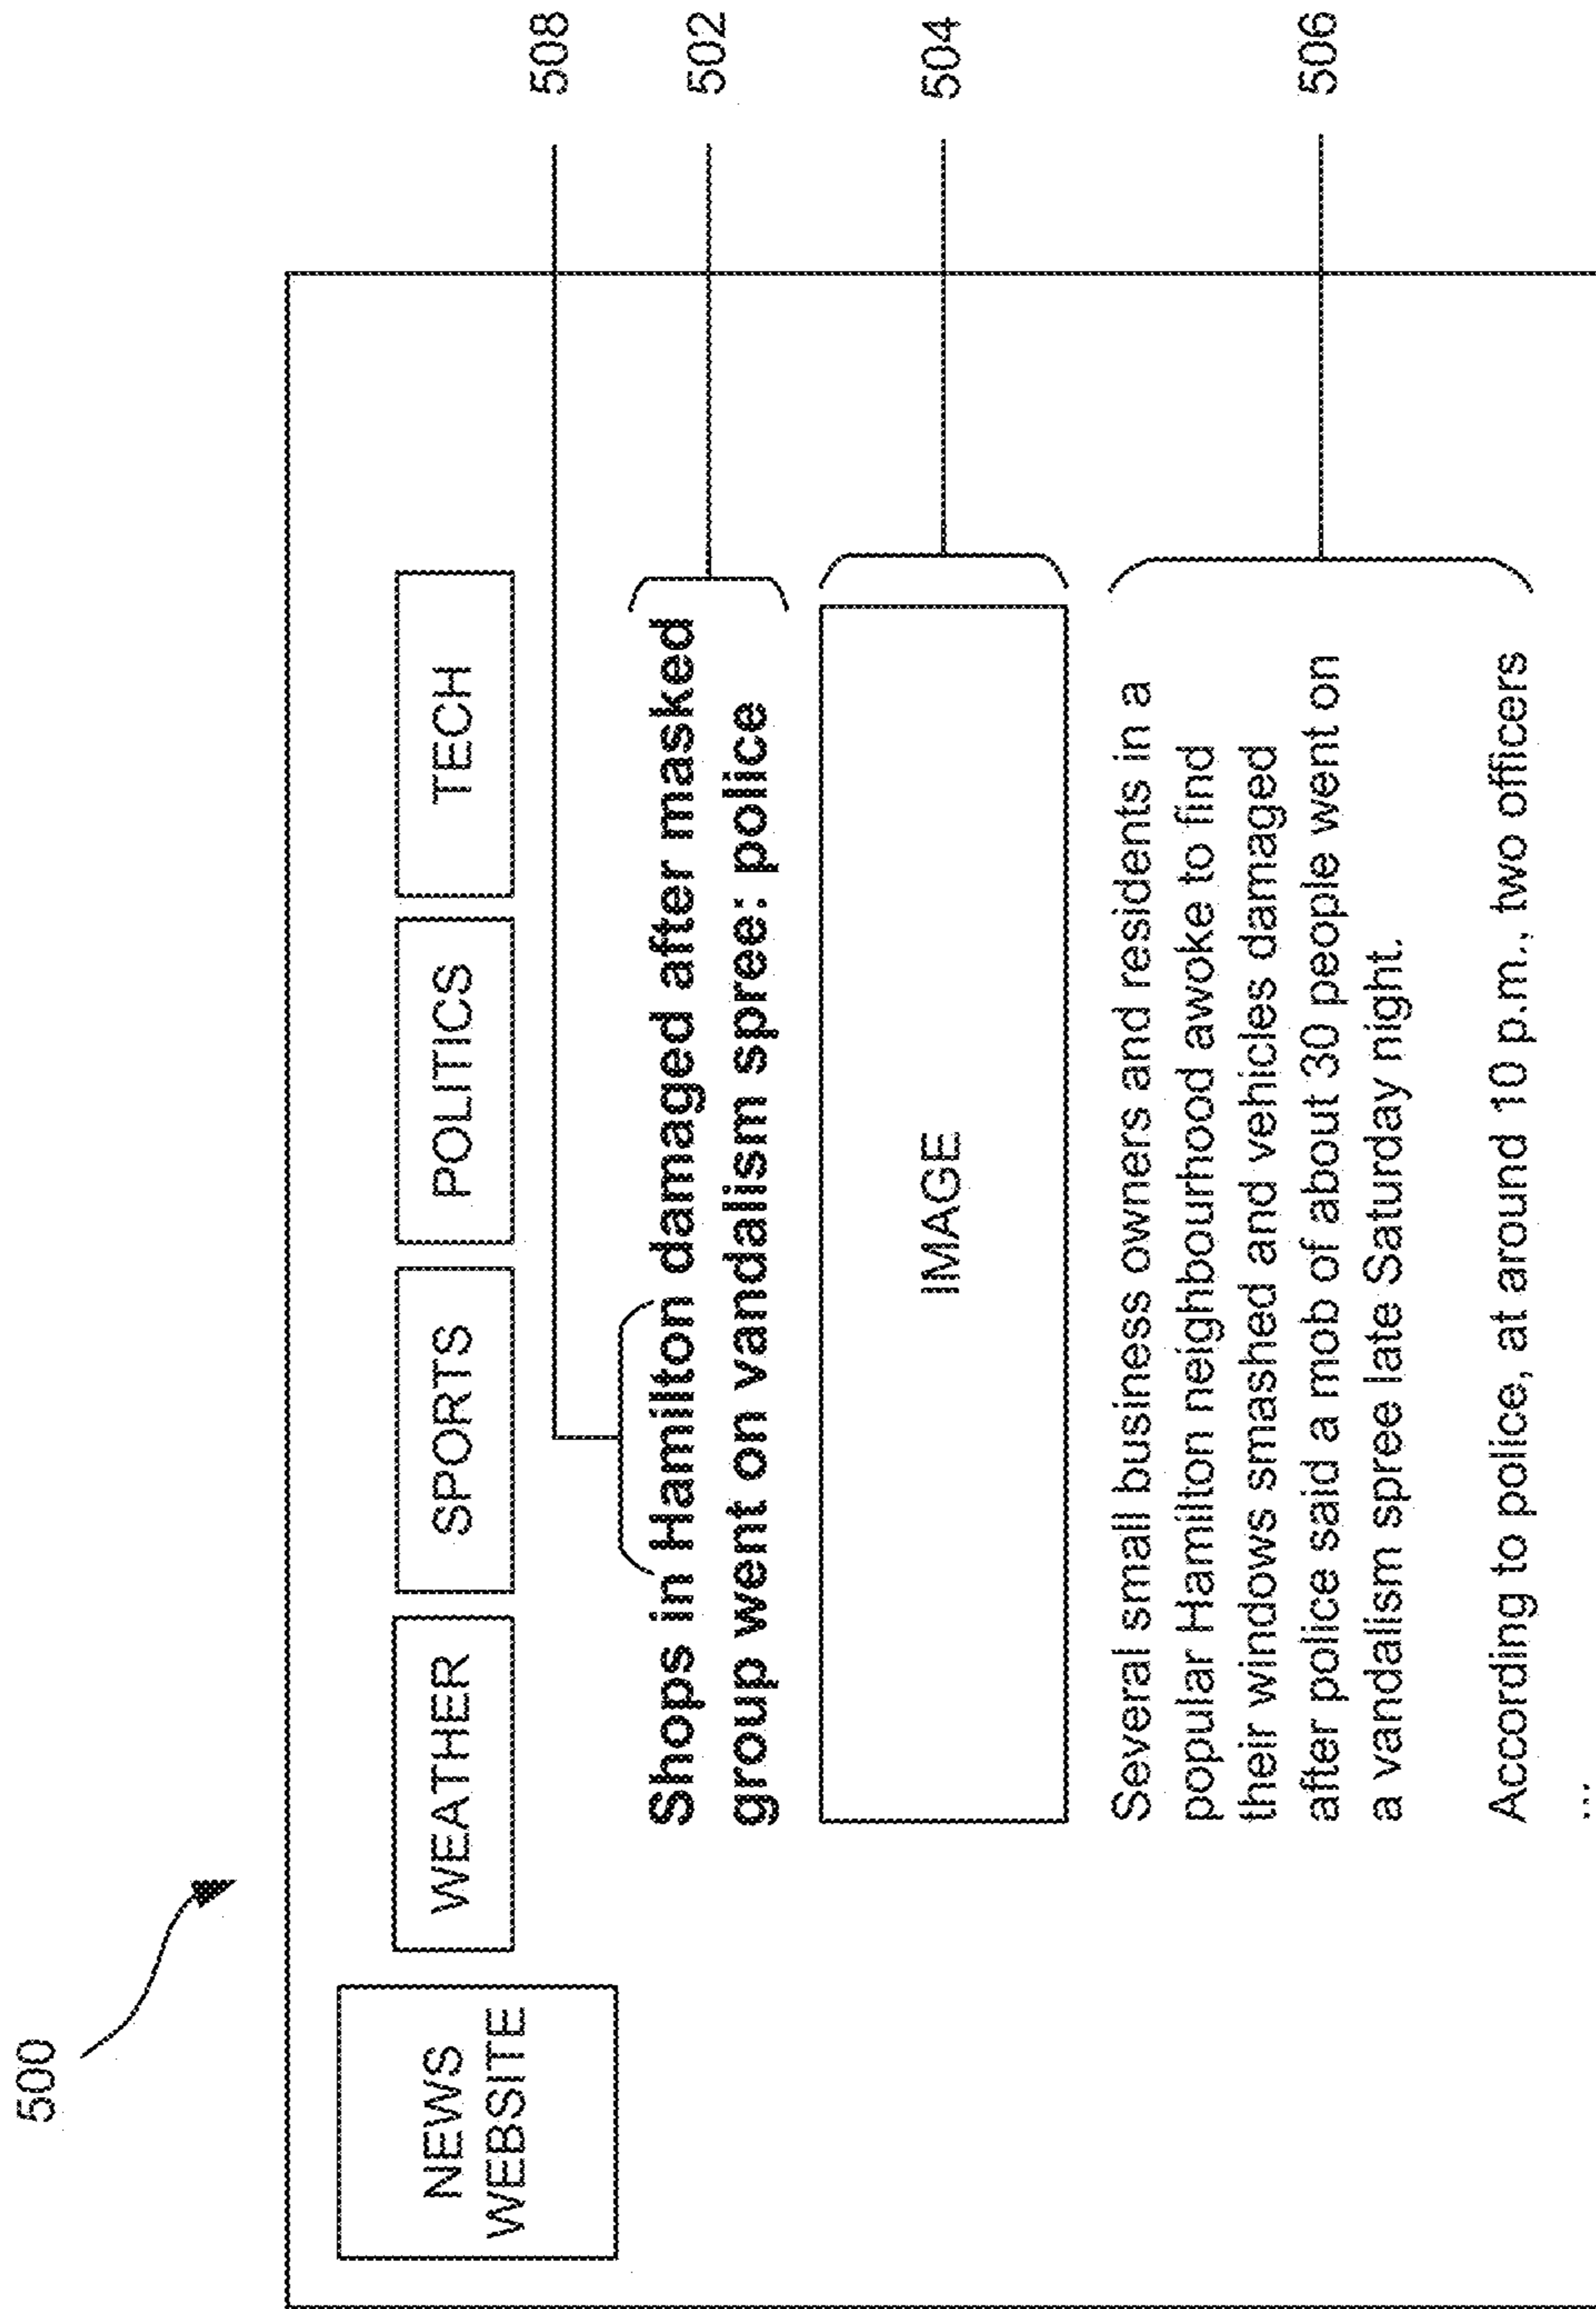 500
NEWS
WEBSITE
WEATHER
SPORTS
POLITICS
TECH
508
Shops in Hamilton damaged after masked
group went on vandalism spree: police
502
IMAGE
504
Several small business owners and residents in a
popular Hamilton neighbourhood awoke to find
their windows smashed and vehicles damaged
after police said a mob of about 30 people went on
a vandalism spree late Saturday night.
506
According to police, at around 10 p.m., two officers
...